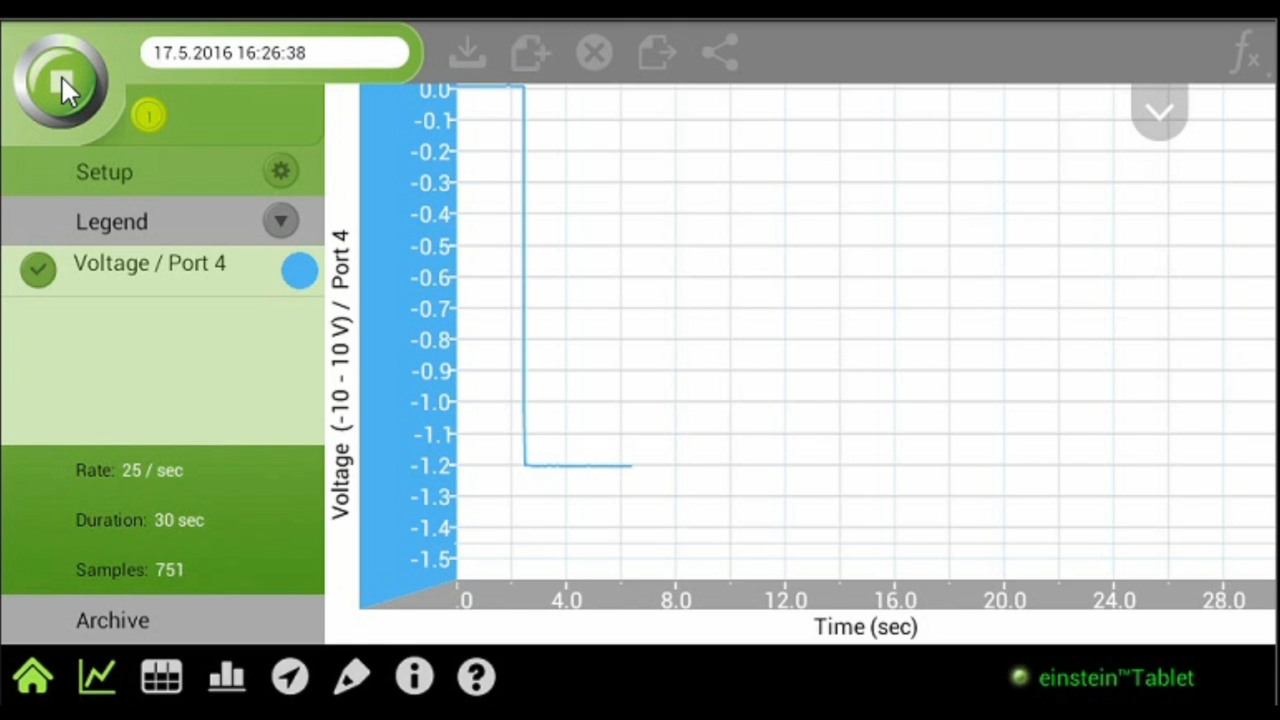 17.5.2016 16:26:38
fx
1
Setup
Legend
Voltage / Port 4
Rate: 25 / sec
Duration: 30 sec
Samples: 751
Archive
Voltage (-10 - 10 V) / Port 4
0.0
-0.1
-0.2
-0.3
-0.4
-0.5
-0.6
-0.7
-0.8
-0.9
-1.0
-1.1
-1.2
-1.3
-1.4
-1.5
.0 4.0 8.0 12.0 16.0 20.0 24.0 28.0
Time (sec)
einstein™Tablet